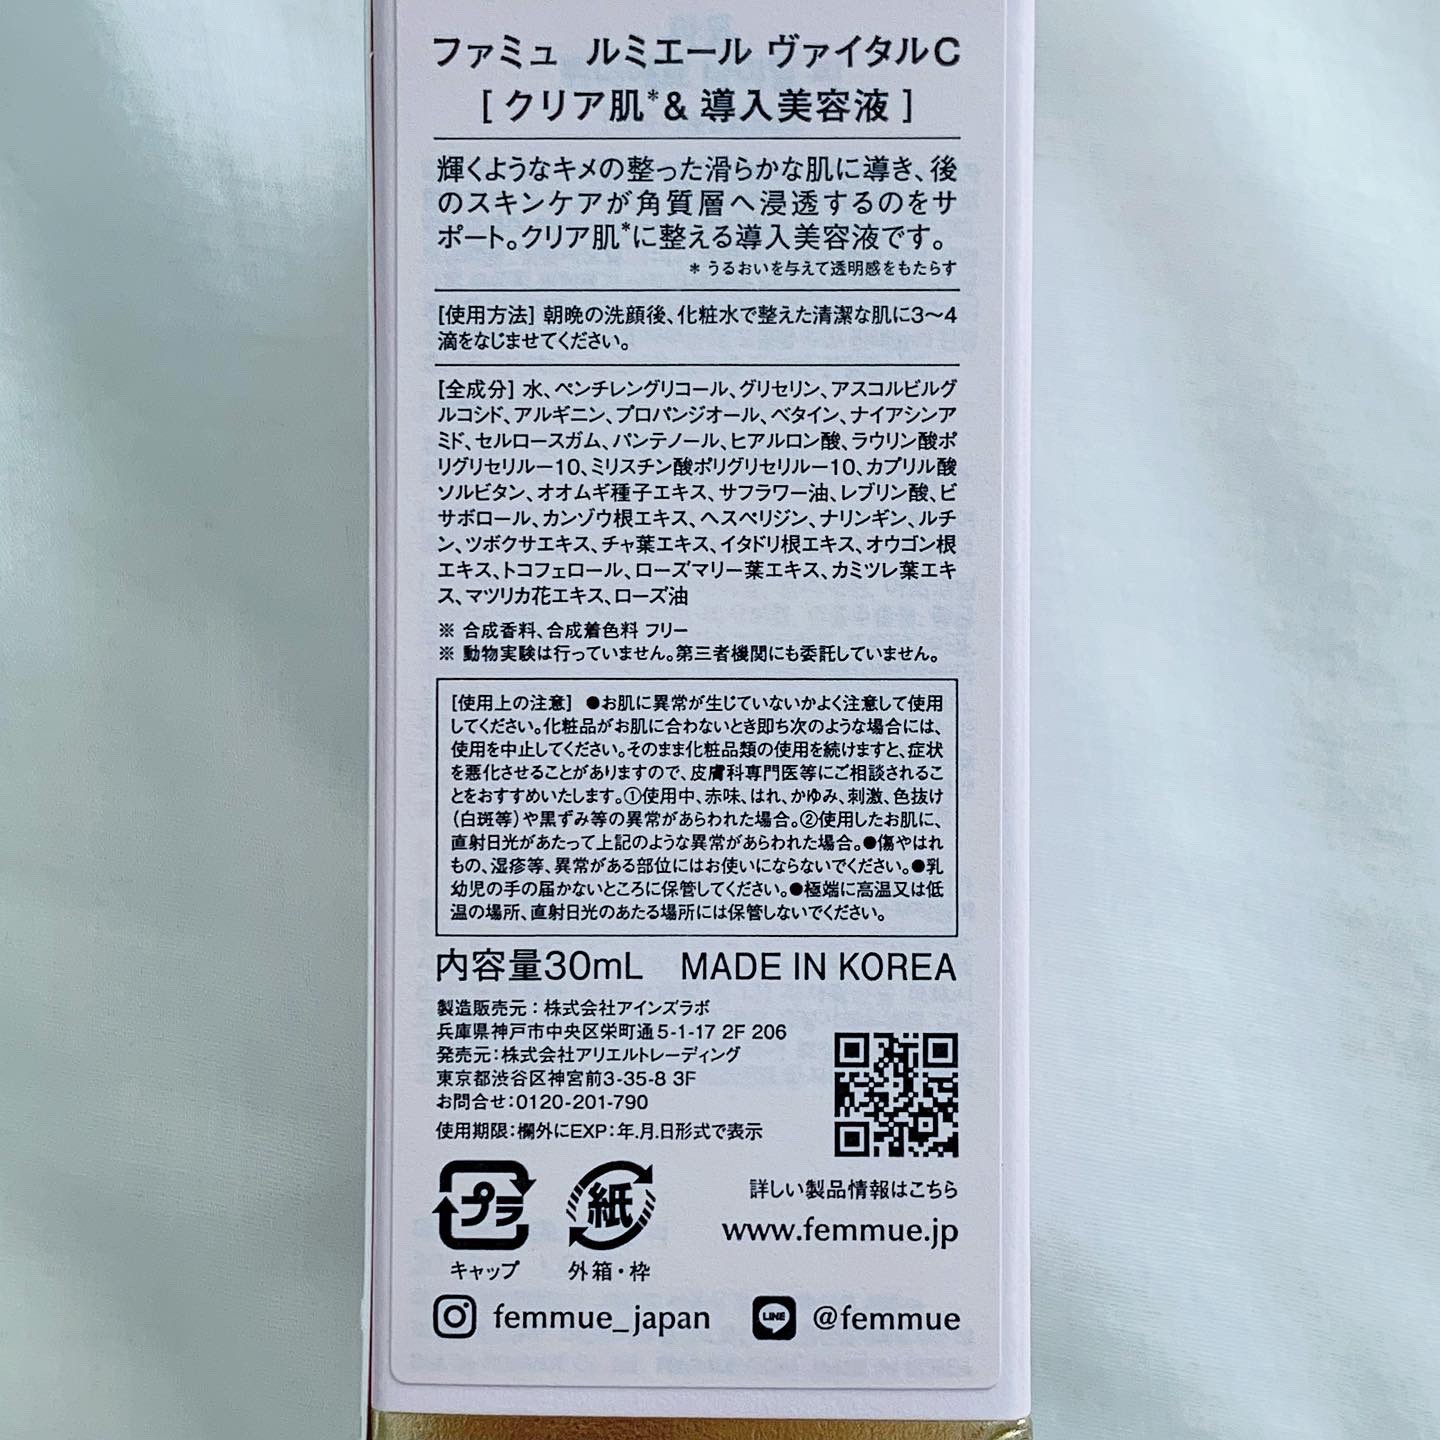 ファミュ ルミエール ヴァイタルC
[ クリア肌*& 導入美容液 ]
輝くようなキメの整った滑らかな肌に導き、後
のスキンケアが角質層へ浸透するのをサ
ポート。クリア肌*に整える導入美容液です。
* うるおいを与えて透明感をもたらす
[使用方法] 朝晩の洗顔後、化粧水で整えた清潔な肌に3〜4
滴をなじませてください。
[全成分] 水、ペンチレングリコール、グリセリン、アスコルビルグ
ルコシド、アルギニン、プロパンジオール、ベタイン、ナイアシンア
ミド、セルロースガム、パンテノール、ヒアルロン酸、ラウリン酸ポ
リグリセリルー10、ミリスチン酸ポリグリセリルー10、カプリル酸
ソルビタン、オオムギ種子エキス、サフラワー油、レブリン酸、ビ
サボロール、カンゾウ根エキス、ヘスペリジン、ナリンギン、ルチ
ン、ツボクサエキス、チャ葉エキス、イタドリ根エキス、オウゴン根
エキス、トコフェロール、ローズマリー葉エキス、カミツレ葉エキ
ス、マツリカ花エキス、ローズ油
※ 合成香料、合成着色料 フリー
※ 動物実験は行っていません。第三者機関にも委託していません。
[使用上の注意] ●お肌に異常が生じていないかよく注意して使用
してください。化粧品がお肌に合わないとき即ち次のような場合には、
使用を中止してください。そのまま化粧品類の使用を続けますと、症状
を悪化させることがありますので、皮膚科専門医等にご相談されるこ
とをおすすめいたします。①使用中、赤味、はれ、かゆみ、刺激、色抜け
(白斑等)や黒ずみ等の異常があらわれた場合。②使用したお肌に、
直射日光があたって上記のような異常があらわれた場合。●傷やはれ
もの、湿疹等、異常がある部位にはお使いにならないでください。●乳
幼児の手の届かないところに保管してください。●極端に高温又は低
温の場所、直射日光のあたる場所には保管しないでください。
内容量30mL MADE IN KOREA
製造販売元:株式会社アインズラボ
兵庫県神戸市中央区栄町通5-1-17 2F 206
発売元:株式会社アリエルトレーディング
東京都渋谷区神宮前3-35-8 3F
お問合せ:0120-201-790
使用期限:欄外にEXP:年.月.日形式で表示
プラ
キャップ
紙
外箱・枠
詳しい製品情報はこちら
www.femmue.jp
femmue_japan
LINE
@femmue